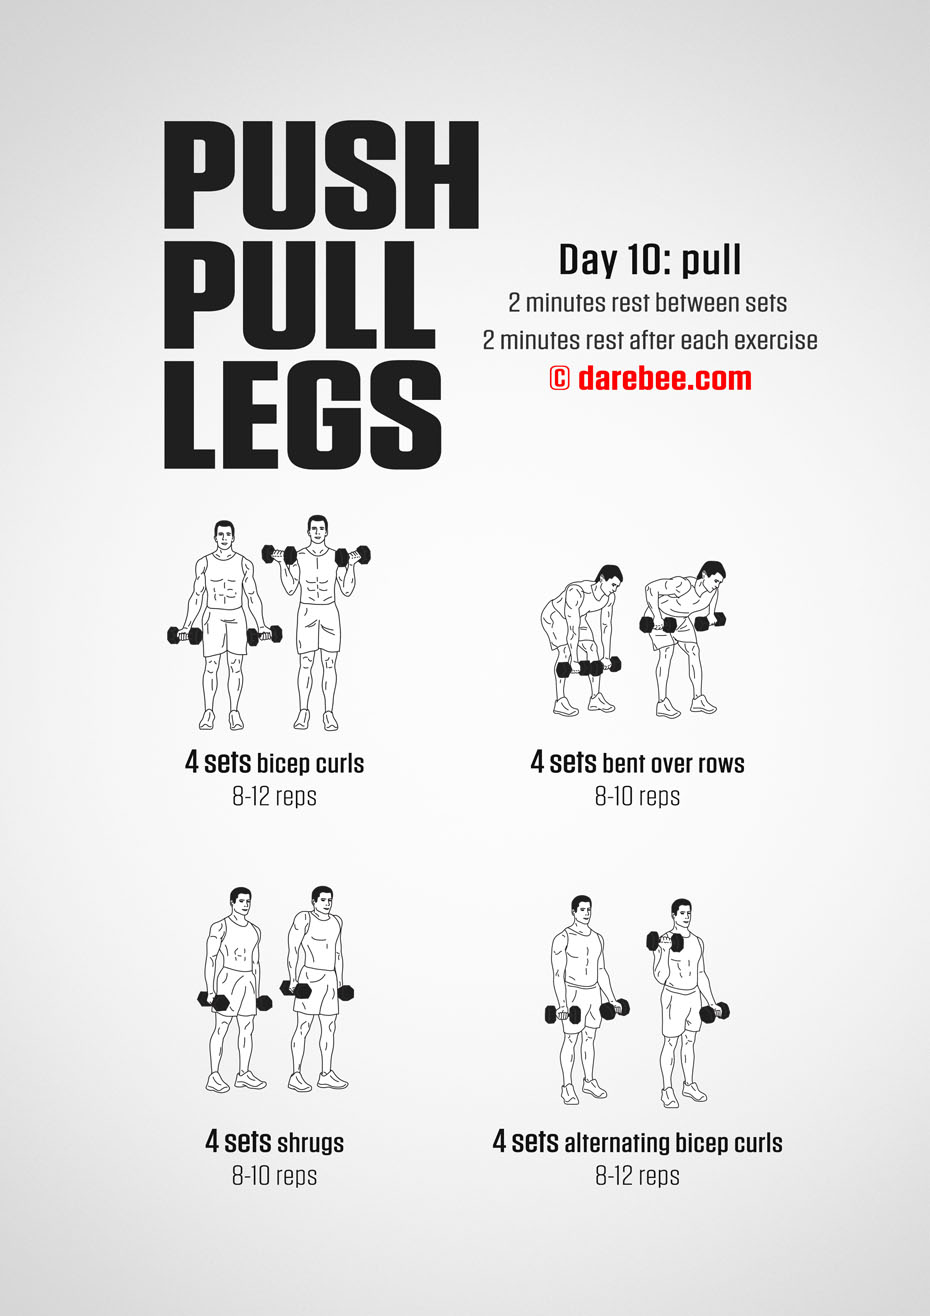 PUSH
PULL
LEGS
Day 10: pull
2 minutes rest between sets
2 minutes rest after each exercise
© darebee.com
4 sets bicep curls
8-12 reps
4 sets bent over rows
8-10 reps
4 sets shrugs
8-10 reps
4 sets alternating bicep curls
8-12 reps